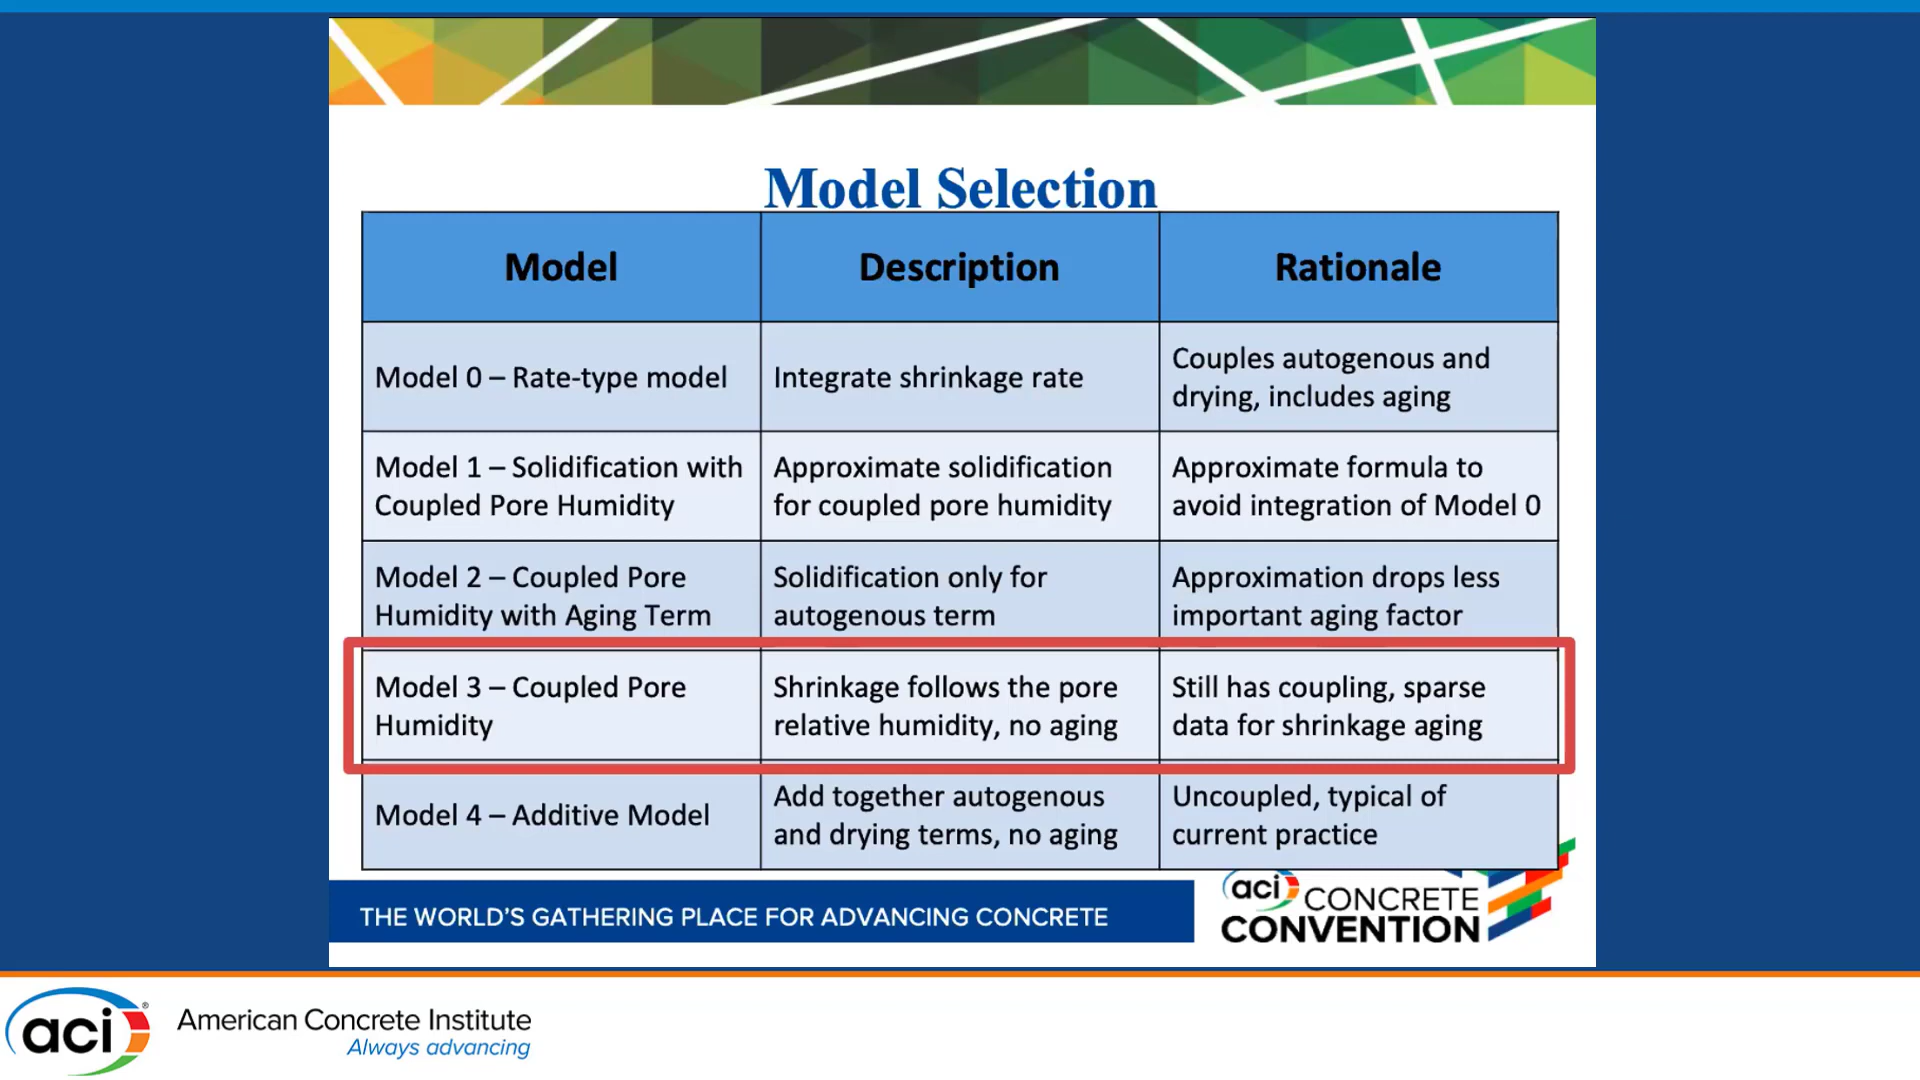 Model Selection
Model
Description
Rationale
Model 0 – Rate-type model
Integrate shrinkage rate
Couples autogenous and
drying, includes aging
Model 1 – Solidification with
Coupled Pore Humidity
Approximate solidification
for coupled pore humidity
Approximate formula to
avoid integration of Model 0
Model 2 – Coupled Pore
Humidity with Aging Term
Solidification only for
autogenous term
Approximation drops less
important aging factor
Model 3 – Coupled Pore
Humidity
Shrinkage follows the pore
relative humidity, no aging
Still has coupling, sparse
data for shrinkage aging
Model 4 – Additive Model
Add together autogenous
and drying terms, no aging
Uncoupled, typical of
current practice
THE WORLD'S GATHERING PLACE FOR ADVANCING CONCRETE
aci CONCRETE
CONVENTION
aci®
American Concrete Institute
Always advancing